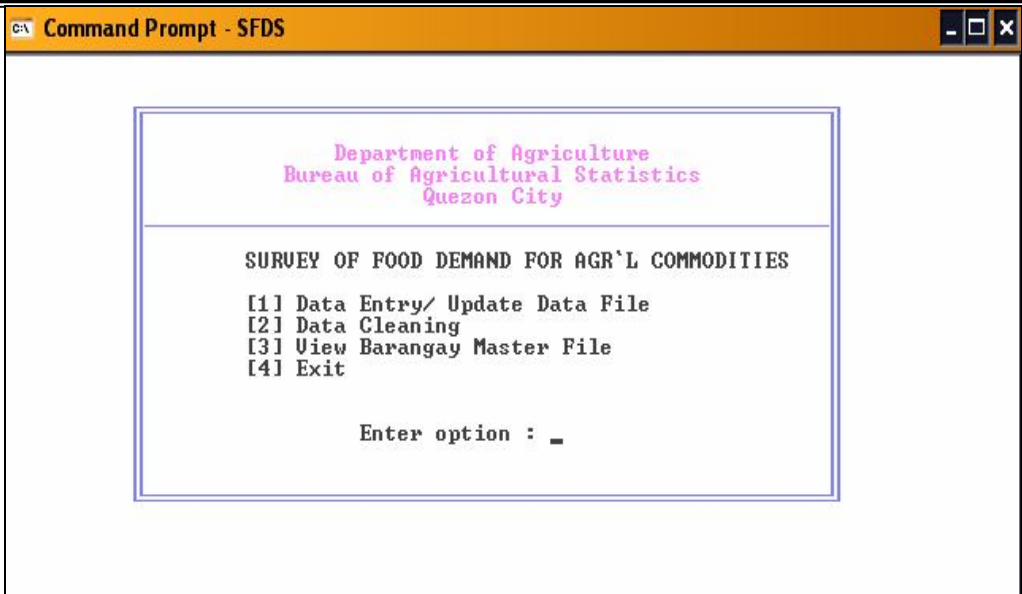 Command Prompt - SFDS
Department of Agriculture
Bureau of Agricultural Statistics
Quezon City
SURVEY OF FOOD DEMAND FOR AGR`L COMMODITIES
[1] Data Entry/ Update Data File
[2] Data Cleaning
[3] View Barangay Master File
[4] Exit
Enter option : _